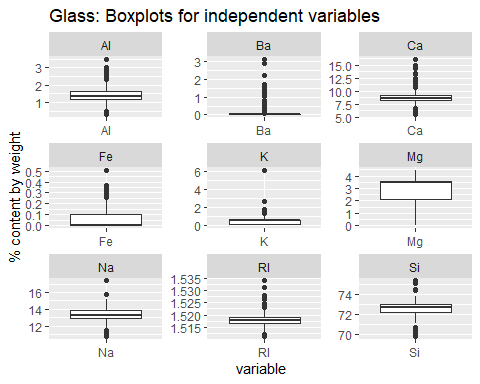 Glass: Boxplots for independent variables
% content by weight
Al
Ba
Ca
3
2
1
3
2
1
0
15.0
12.5
10.0
7.5
5.0
Al
Ba
Ca
Fe
K
Mg
0.5
0.4
0.3
0.2
0.1
0.0
6
4
2
0
4
3
2
1
0
Fe
K
Mg
Na
RI
Si
16
14
12
1.535
1.530
1.525
1.520
1.515
74
72
70
Na
RI
Si
variable